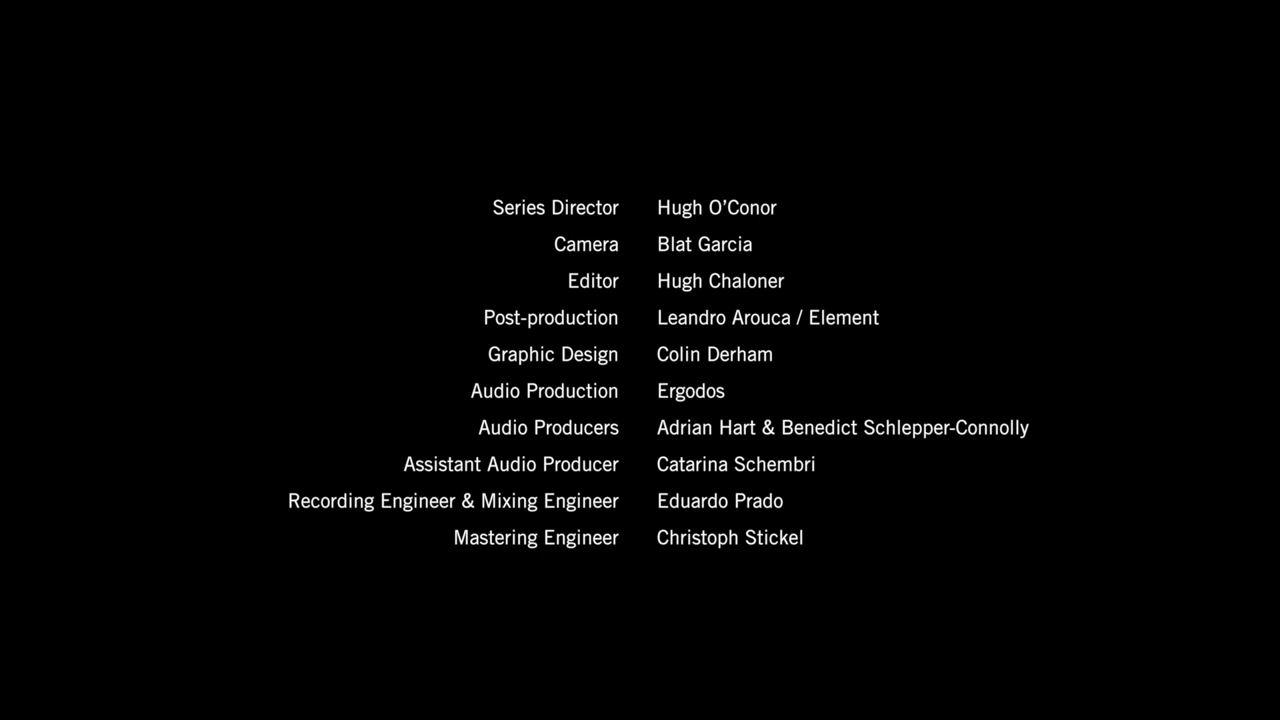 Series Director Hugh O’Conor
Camera Blat Garcia
Editor Hugh Chaloner
Post-production Leandro Arouca / Element
Graphic Design Colin Derham
Audio Production Ergodos
Audio Producers Adrian Hart & Benedict Schlepper-Connolly
Assistant Audio Producer Catarina Schembri
Recording Engineer & Mixing Engineer Eduardo Prado
Mastering Engineer Christoph Stickel